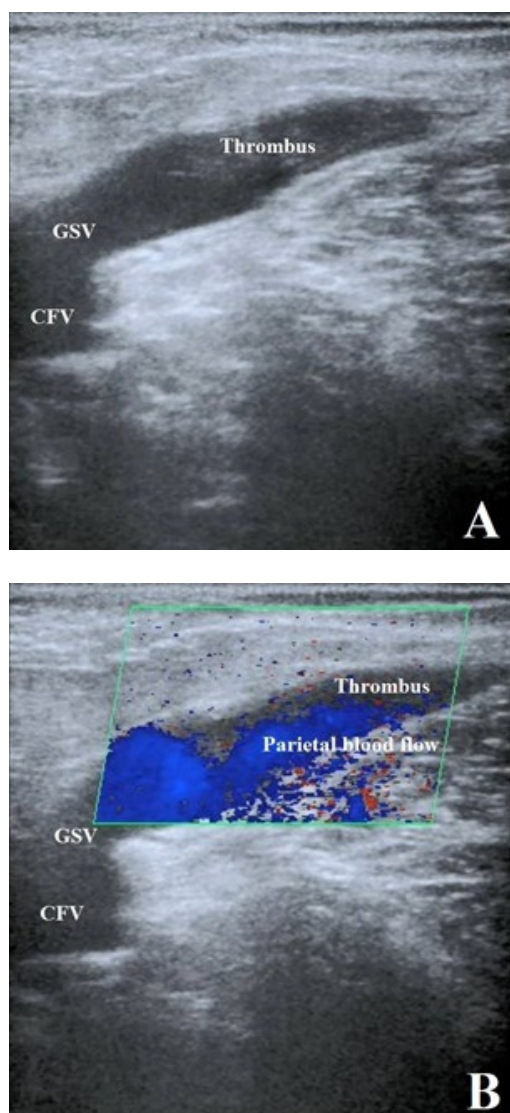 Thrombus
GSV
CFV
A
Thrombus
Parietal blood flow
GSV
CFV
B